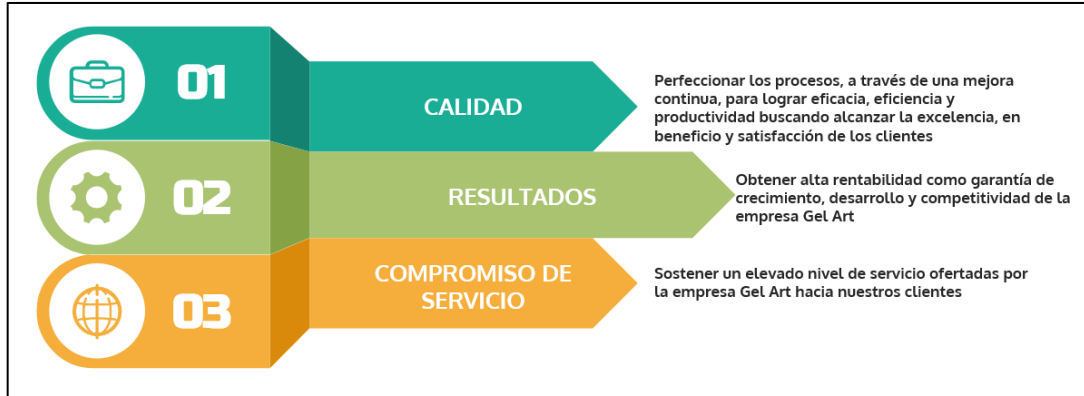 01
CALIDAD
Perfeccionar los procesos, a través de una mejora
continua, para lograr eficacia, eficiencia y
productividad buscando alcanzar la excelencia, en
beneficio y satisfacción de los clientes
02
RESULTADOS
Obtener alta rentabilidad como garantía de
crecimiento, desarrollo y competitividad de la
empresa Gel Art
03
COMPROMISO DE
SERVICIO
Sostener un elevado nivel de servicio ofertadas por
la empresa Gel Art hacia nuestros clientes